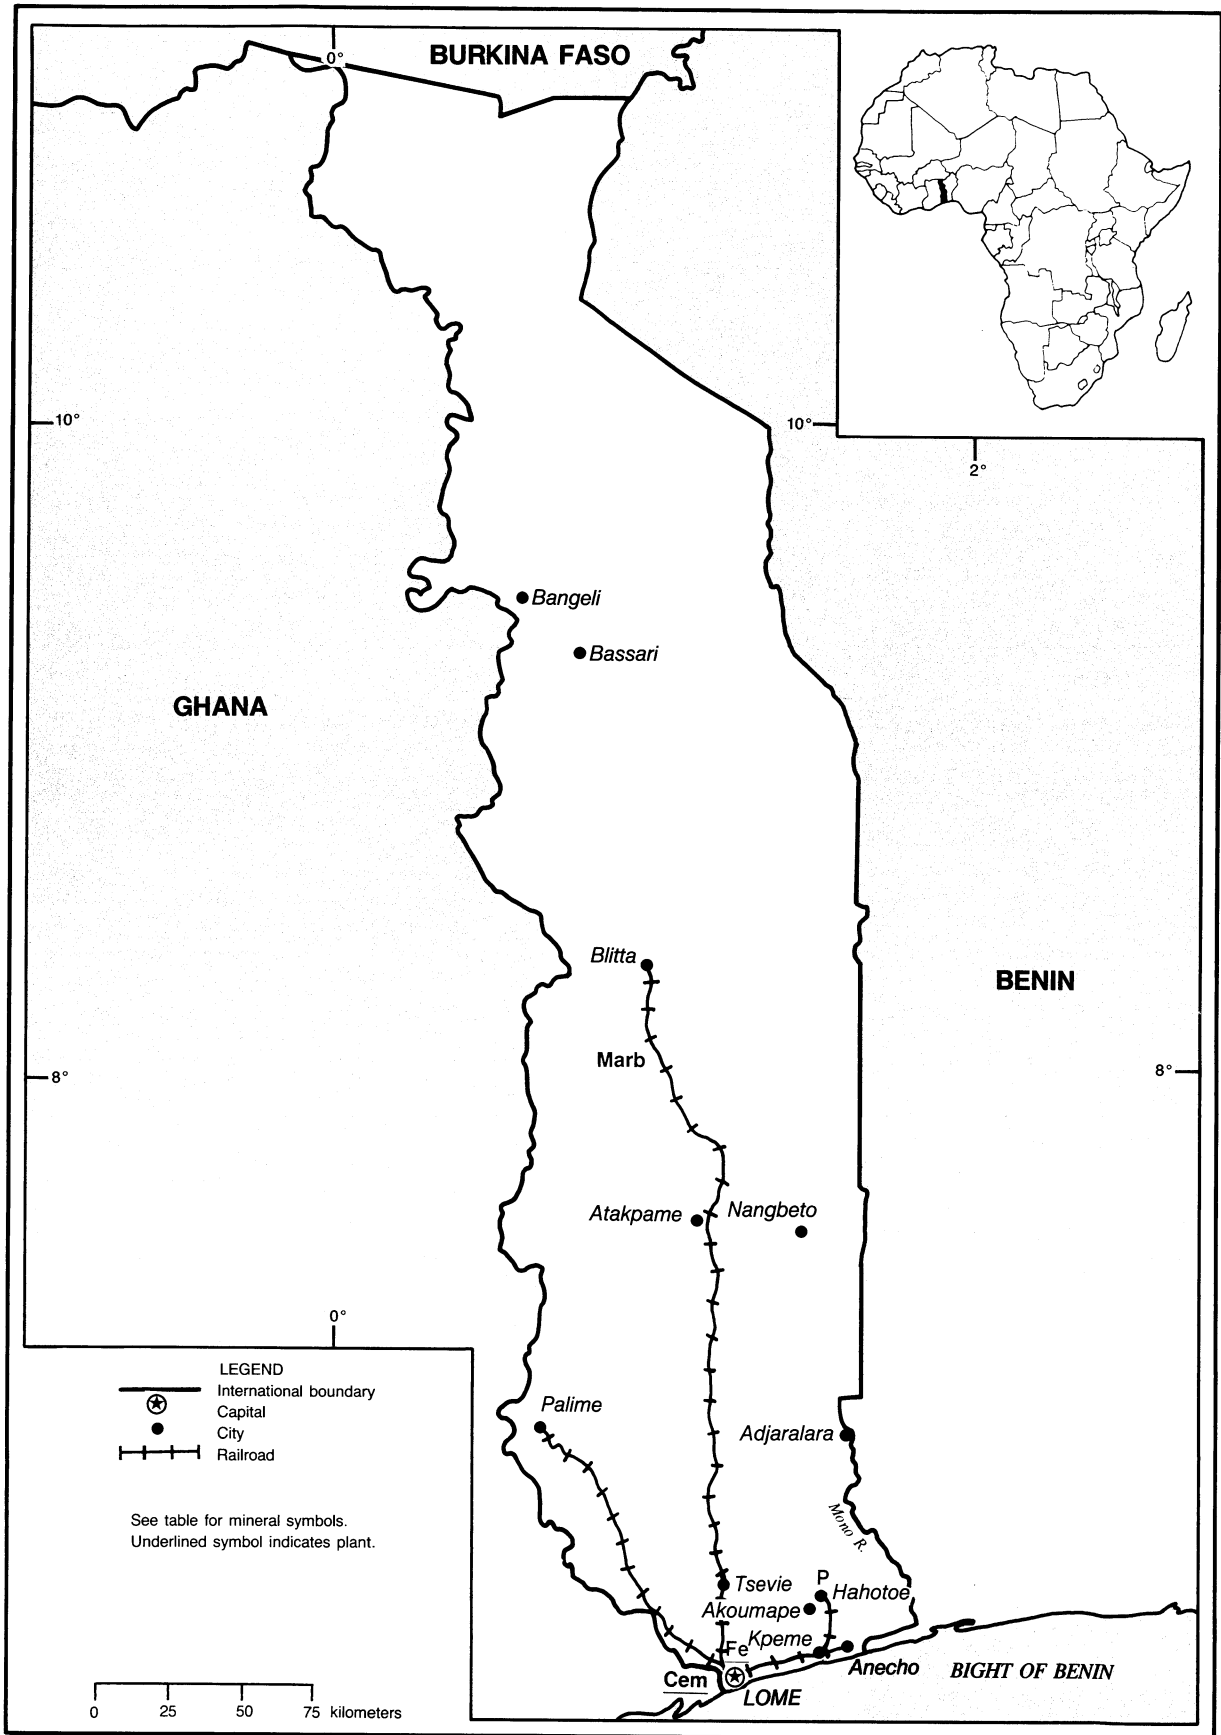 0°
BURKINA FASO
10°
10°
2°
Bangeli
Bassari
GHANA
Blitta
BENIN
Marb
8°
8°
Atakpame
Nangbeto
0°
LEGEND
International boundary
Capital
City
Railroad
Palime
Adjaralara
See table for mineral symbols.
Underlined symbol indicates plant.
Mono R.
Tsevie
P
Hahotoe
Akoumape
Kpeme
Fe
Anecho
BIGHT OF BENIN
Cem
LOME
0 25 50 75 kilometers